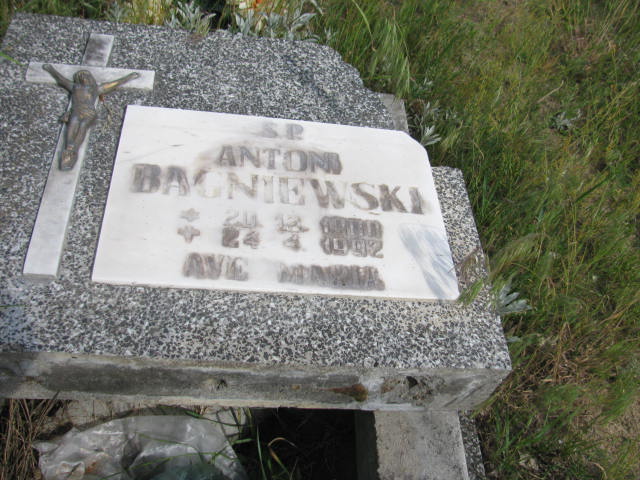 S.P.
ANTONI
BAGNIEWSKI
* 20 12
+ 24 4 1992
AVE MARIA